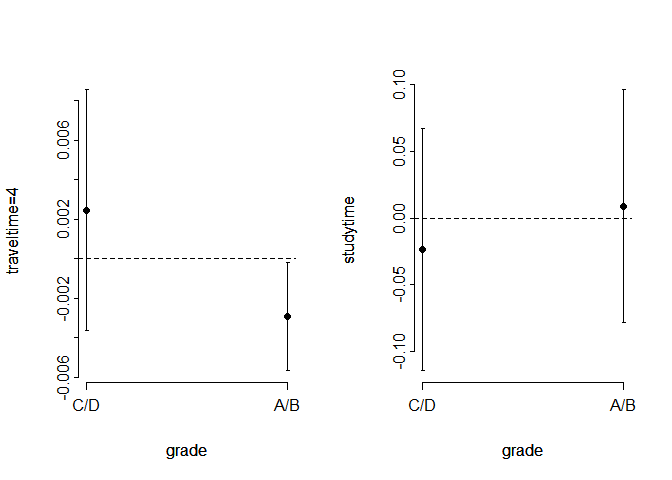 traveltime=4
0.006
0.002
-0.002
-0.006
C/D
A/B
grade
studytime
0.10
0.05
0.00
-0.05
-0.10
C/D
A/B
grade